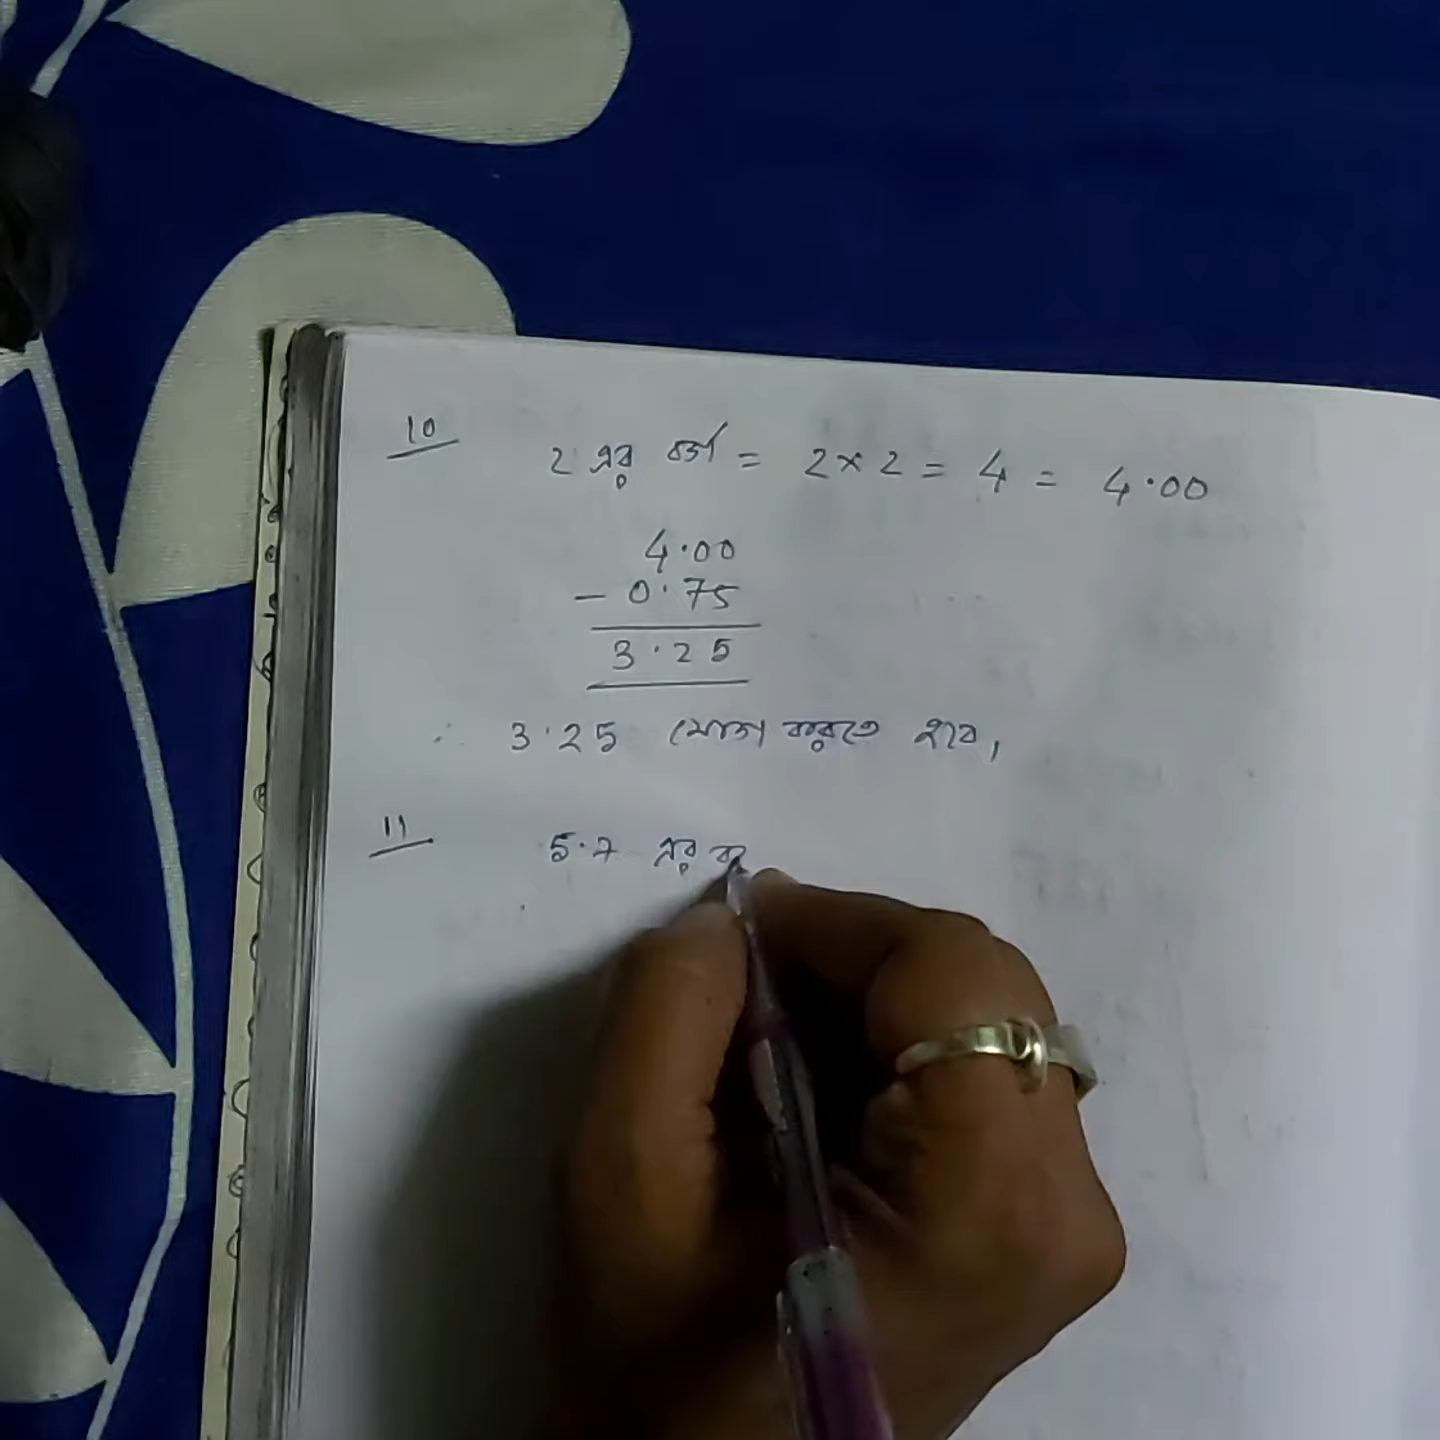 10
2 এর বর্গ = 2×2 = 4 = 4.00
4.00
- 0.75
3.25
∴ 3.25 যোগ করতে হবে,
11
5.7 এর ব